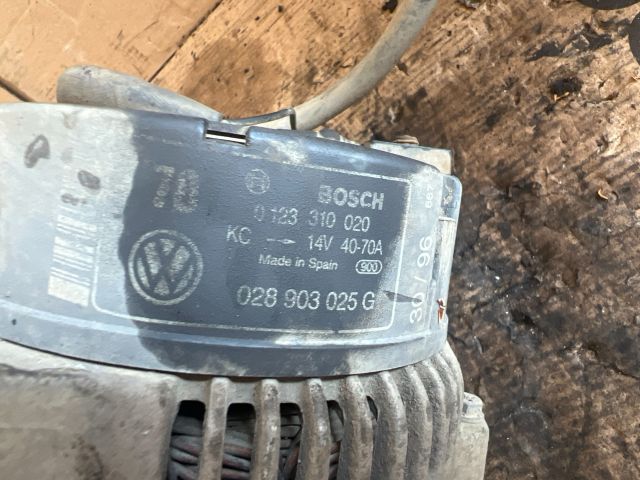 70
BOSCH
0 123 310 020
KC → 14V 40-70A
Made in Spain 900
028 903 025 G
30/96